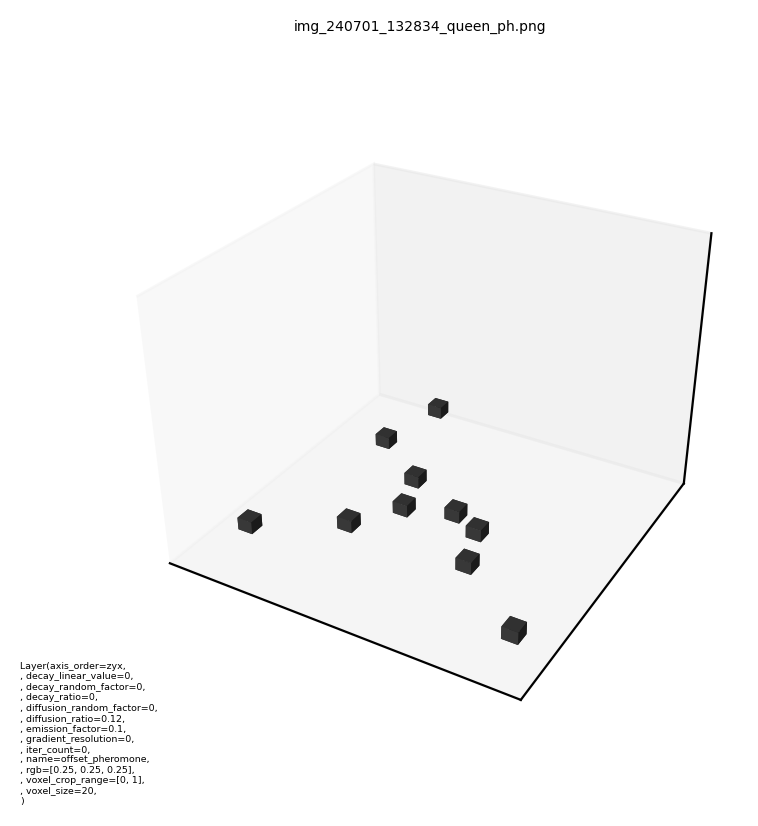 img_240701_132834_queen_ph.png
Layer(axis_order=zyx,
, decay_linear_value=0,
, decay_random_factor=0,
, decay_ratio=0,
, diffusion_random_factor=0,
, diffusion_ratio=0.12,
, emission_factor=0.1,
, gradient_resolution=0,
, iter_count=0,
, name=offset_pheromone,
, rgb=[0.25, 0.25, 0.25],
, voxel_crop_range=[0, 1],
, voxel_size=20,
)